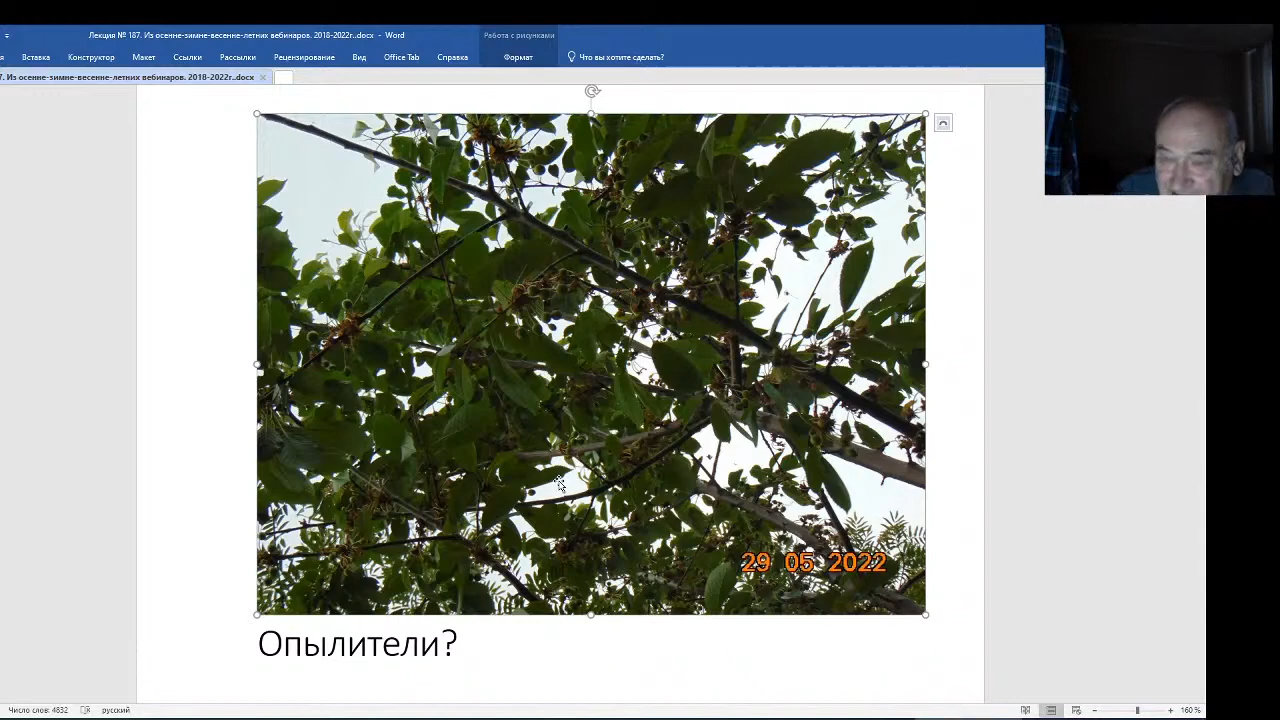 Лекция № 187. Из осенне-зимне-весенне-летних вебинаров. 2018-2022г..docx - Word
Работа с рисунками
я Вставка Конструктор Макет Ссылки Рассылки Рецензирование Вид Office Tab Справка Формат Что вы хотите сделать?
7. Из осенне-зимне-весенне-летних вебинаров. 2018-2022г..docx
29 05 2022
Опылители?
Число слов: 4832 русский 160 %